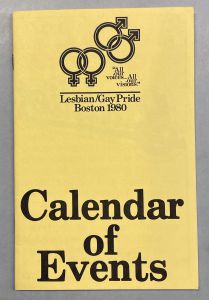 "All
our
voices...All
our
visions."
Lesbian/Gay Pride
Boston 1980
Calendar
of
Events